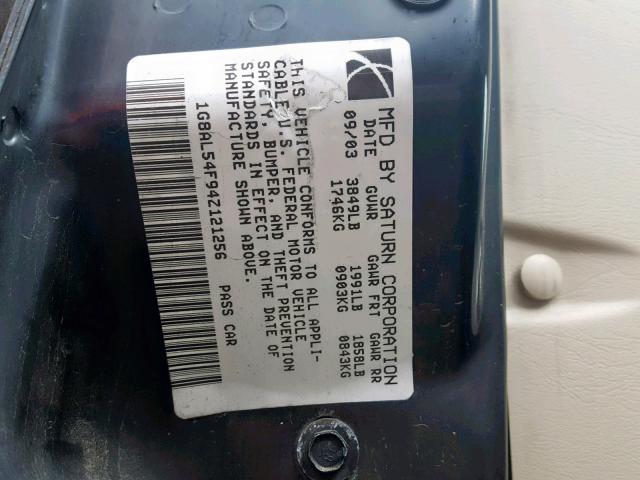 MFD BY SATURN CORPORATION
DATE GVWR GAWR FRT GAWR RR
09/03 3849LB 1991LB 1858LB
1746KG 0903KG 0843KG
THIS VEHICLE CONFORMS TO ALL APPLI-
CABLE U.S. FEDERAL MOTOR VEHICLE
SAFETY, BUMPER, AND THEFT PREVENTION
STANDARDS IN EFFECT ON THE DATE OF
MANUFACTURE SHOWN ABOVE.
1G8AL54F94Z121256 PASS CAR